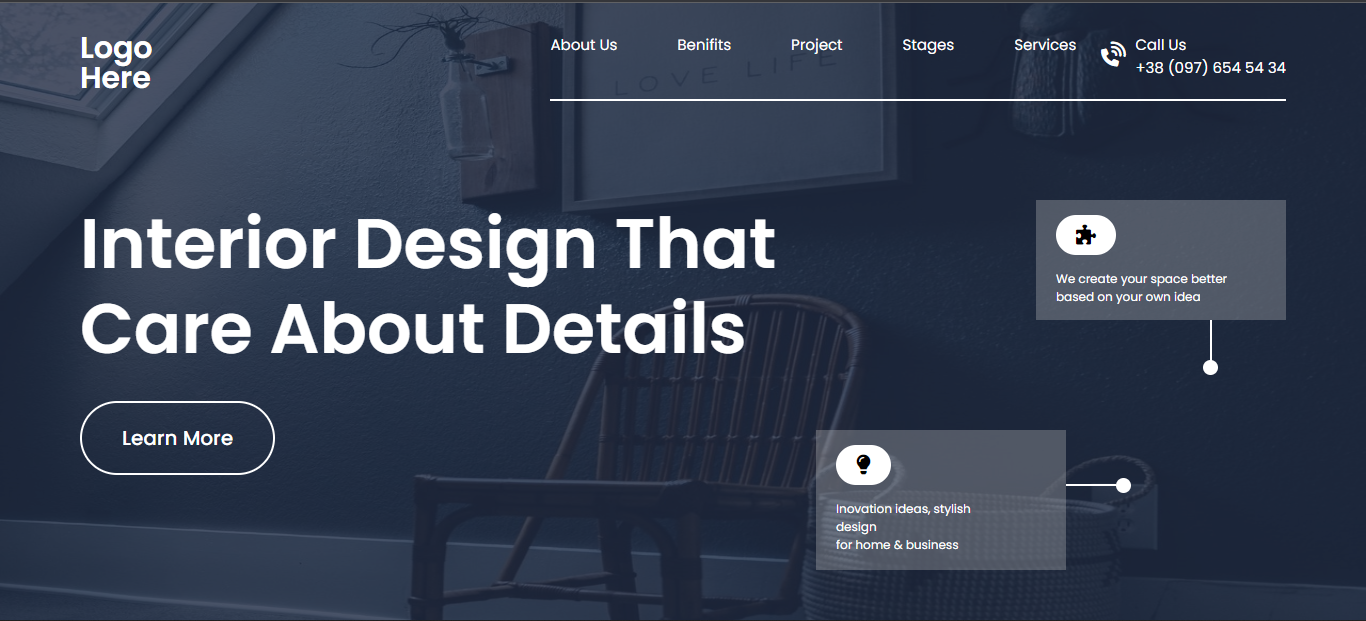 Logo
Here
About Us
Benifits
Project
Stages
Services
Call Us
+38 (097) 654 54 34
LOVE LIFE
Interior Design That
Care About Details
Learn More
We create your space better
based on your own idea
Inovation ideas, stylish
design
for home & business